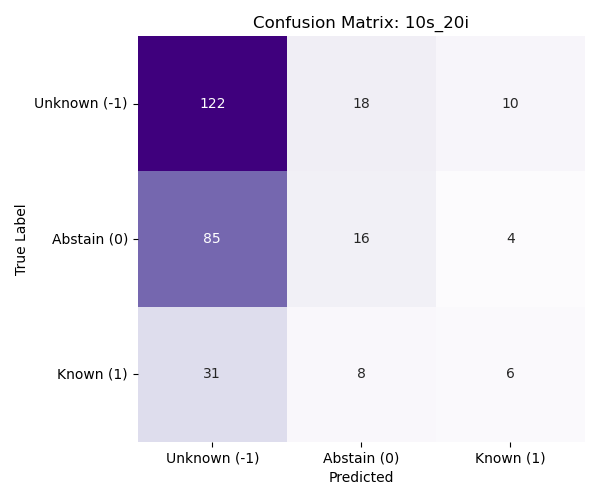 Confusion Matrix: 10s_20i
True Label
Unknown (-1) 122 18 10
Abstain (0) 85 16 4
Known (1) 31 8 6
Unknown (-1) Abstain (0) Known (1)
Predicted